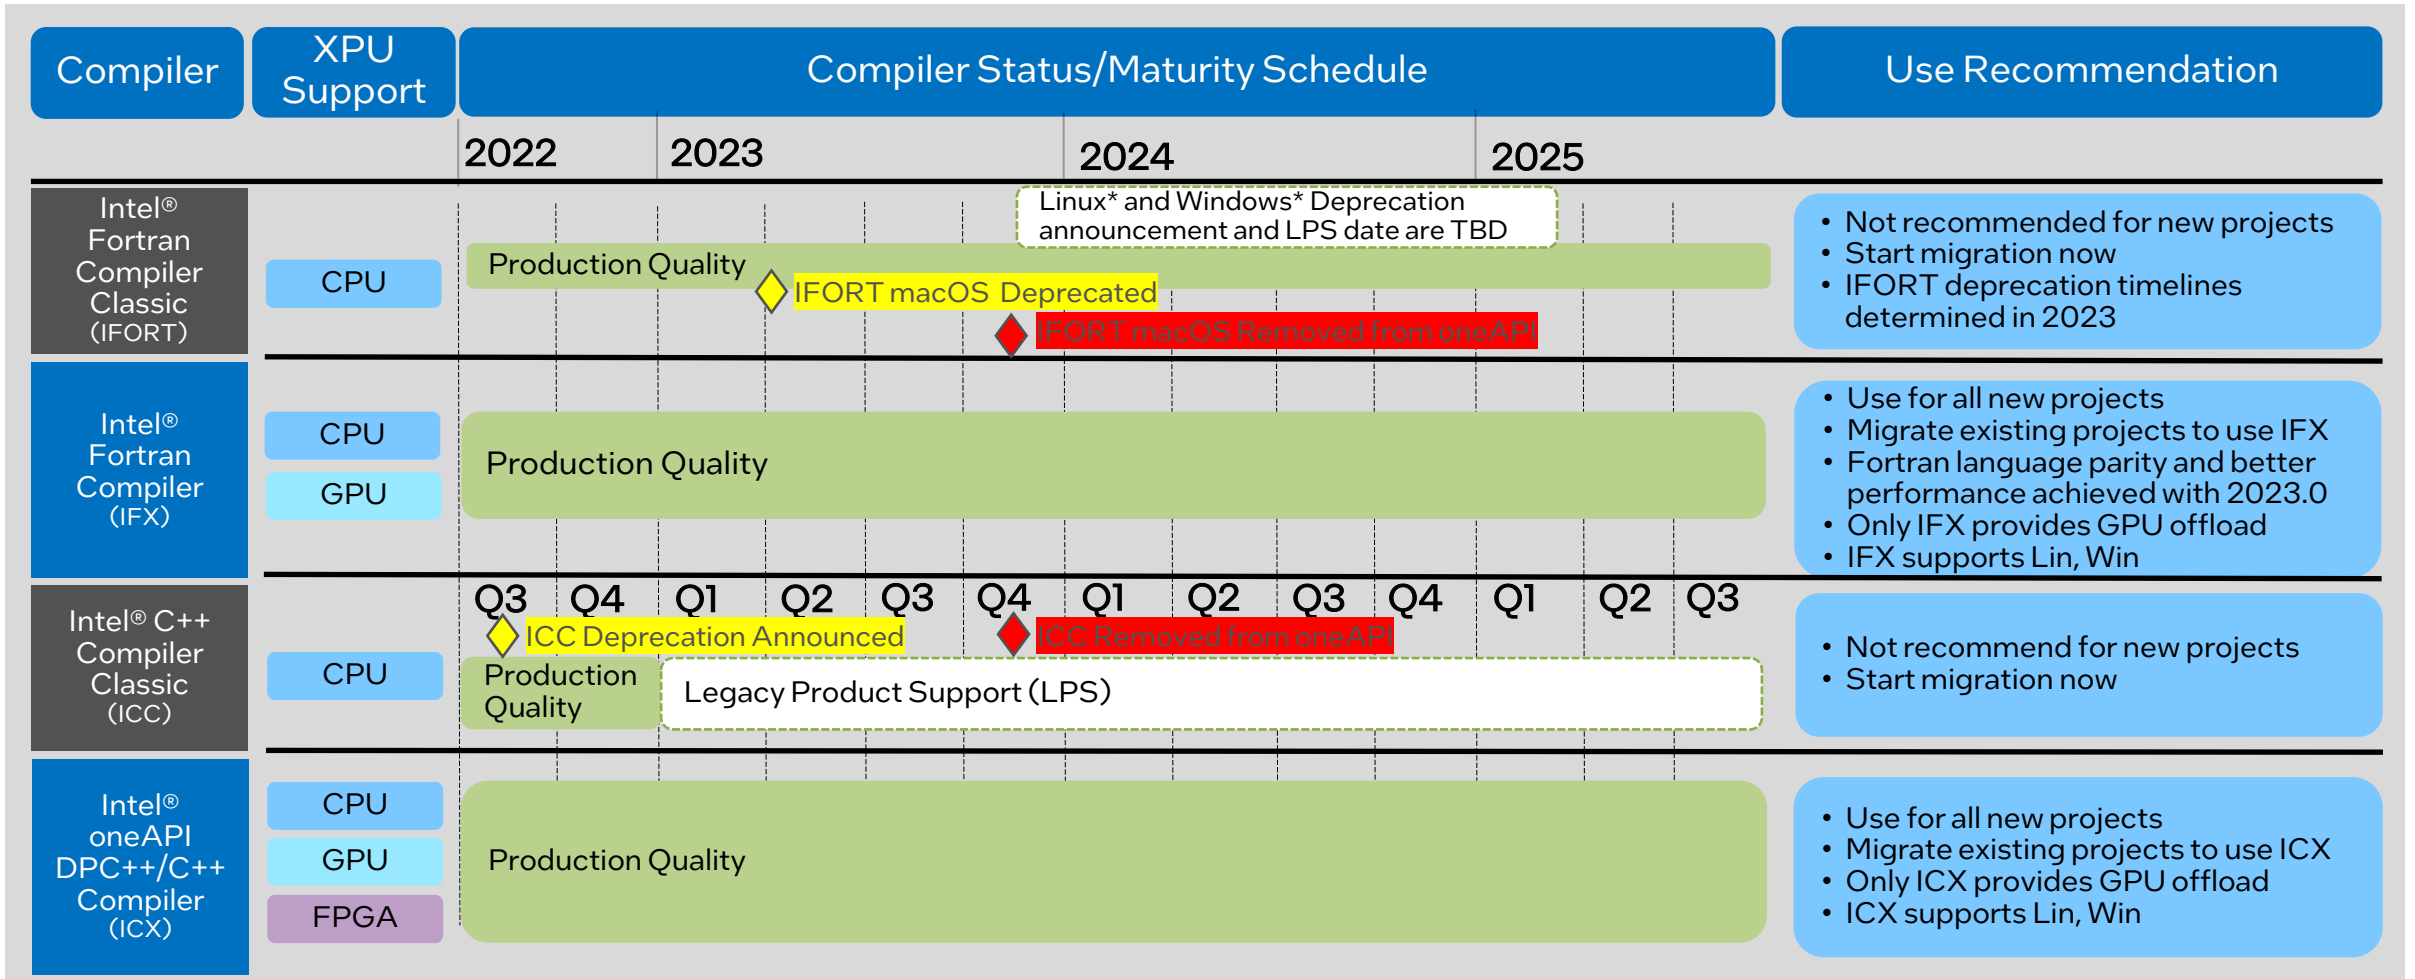 Compiler
XPU
Support
Compiler Status/Maturity Schedule
Use Recommendation
2022
2023
2024
2025
Intel®
Fortran
Compiler
Classic
(IFORT)
CPU
Linux* and Windows* Deprecation
announcement and LPS date are TBD
Production Quality
IFORT macOS Deprecated
IFORT macOS Removed from oneAPI
• Not recommended for new projects
• Start migration now
• IFORT deprecation timelines
determined in 2023
Intel®
Fortran
Compiler
(IFX)
CPU
GPU
Production Quality
• Use for all new projects
• Migrate existing projects to use IFX
• Fortran language parity and better
performance achieved with 2023.0
• Only IFX provides GPU offload
• IFX supports Lin, Win
Q3 Q4 Q1 Q2 Q3 Q4 Q1 Q2 Q3 Q4 Q1 Q2 Q3
Intel® C++
Compiler
Classic
(ICC)
CPU
ICC Deprecation Announced
ICC Removed from oneAPI
Production
Quality
Legacy Product Support (LPS)
• Not recommend for new projects
• Start migration now
Intel®
oneAPI
DPC++/C++
Compiler
(ICX)
CPU
GPU
FPGA
Production Quality
• Use for all new projects
• Migrate existing projects to use ICX
• Only ICX provides GPU offload
• ICX supports Lin, Win